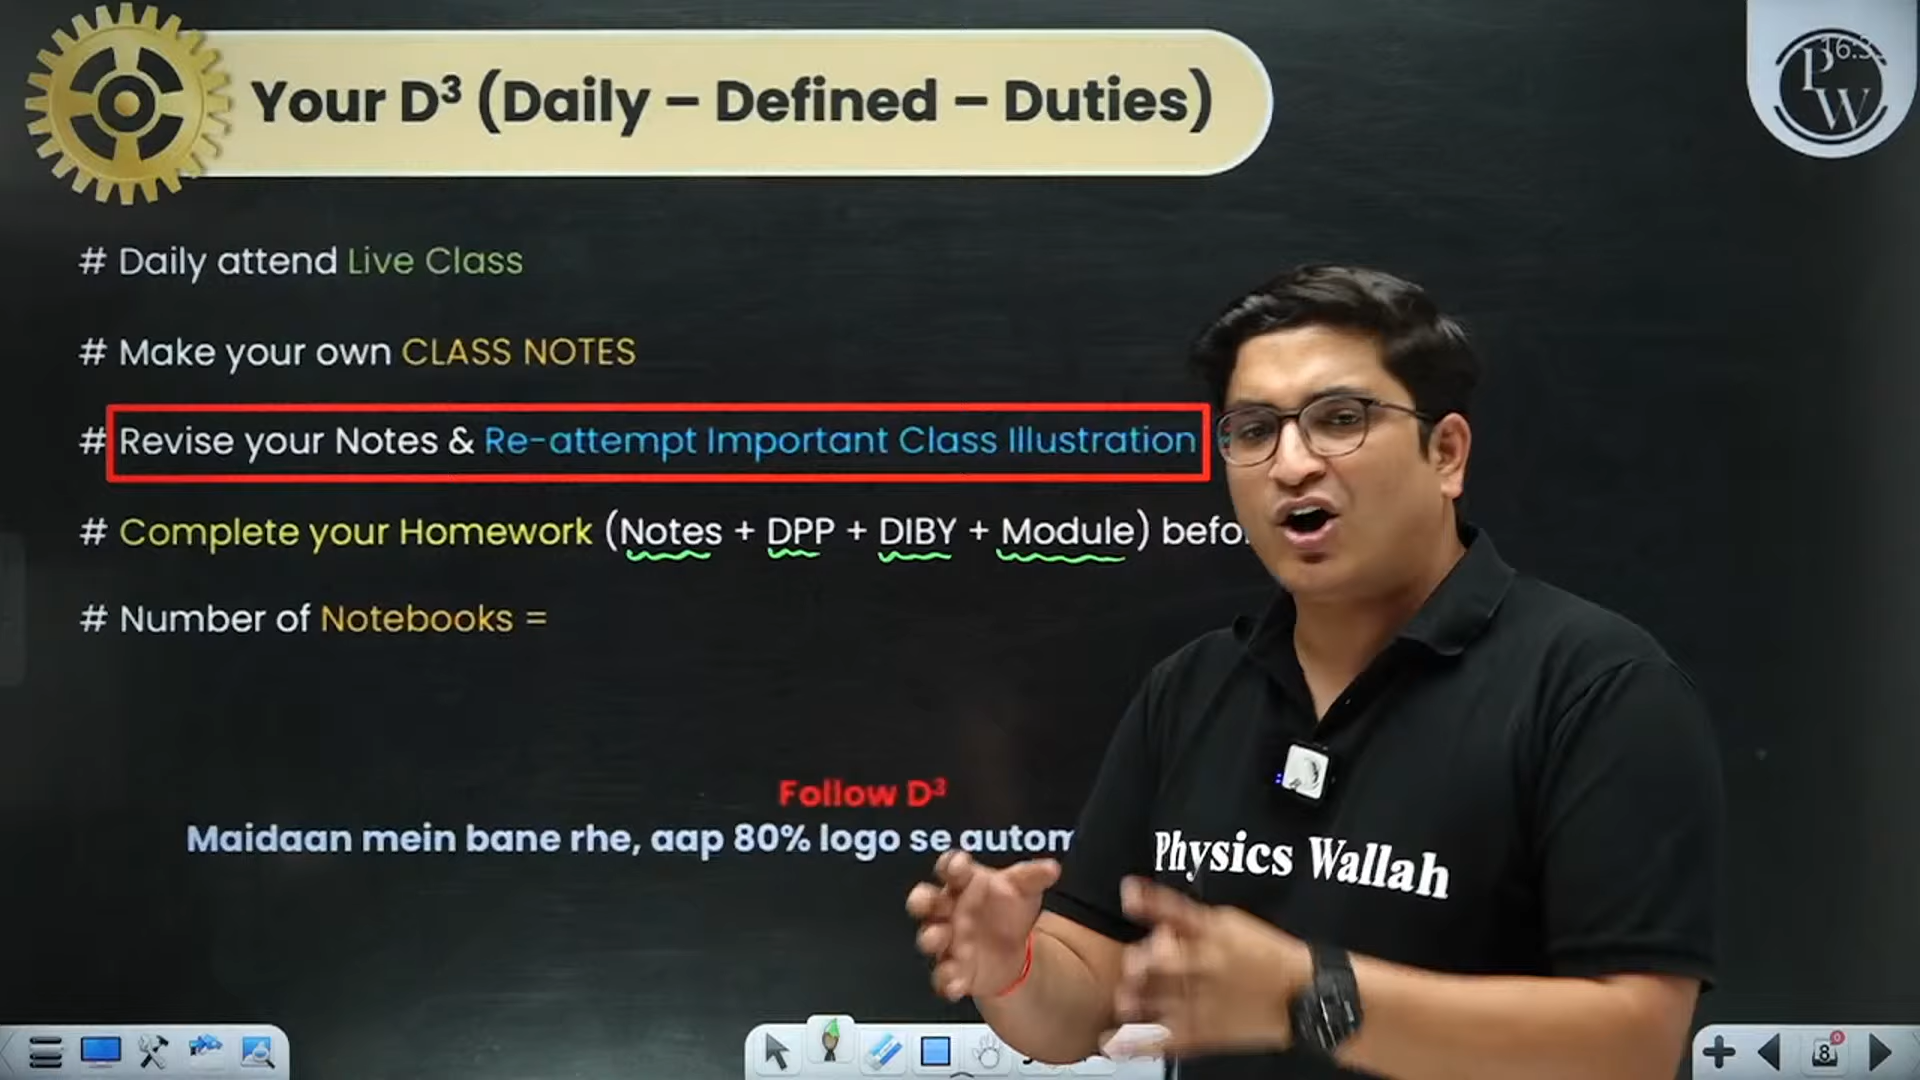 Your D³ (Daily – Defined – Duties)
PW
# Daily attend Live Class
# Make your own CLASS NOTES
# Revise your Notes & Re-attempt Important Class Illustration
# Complete your Homework (Notes + DPP + DIBY + Module)
# Number of Notebooks =
Follow D³
Maidaan mein bane rhe, aap 80% logo se
Physics Wallah
8